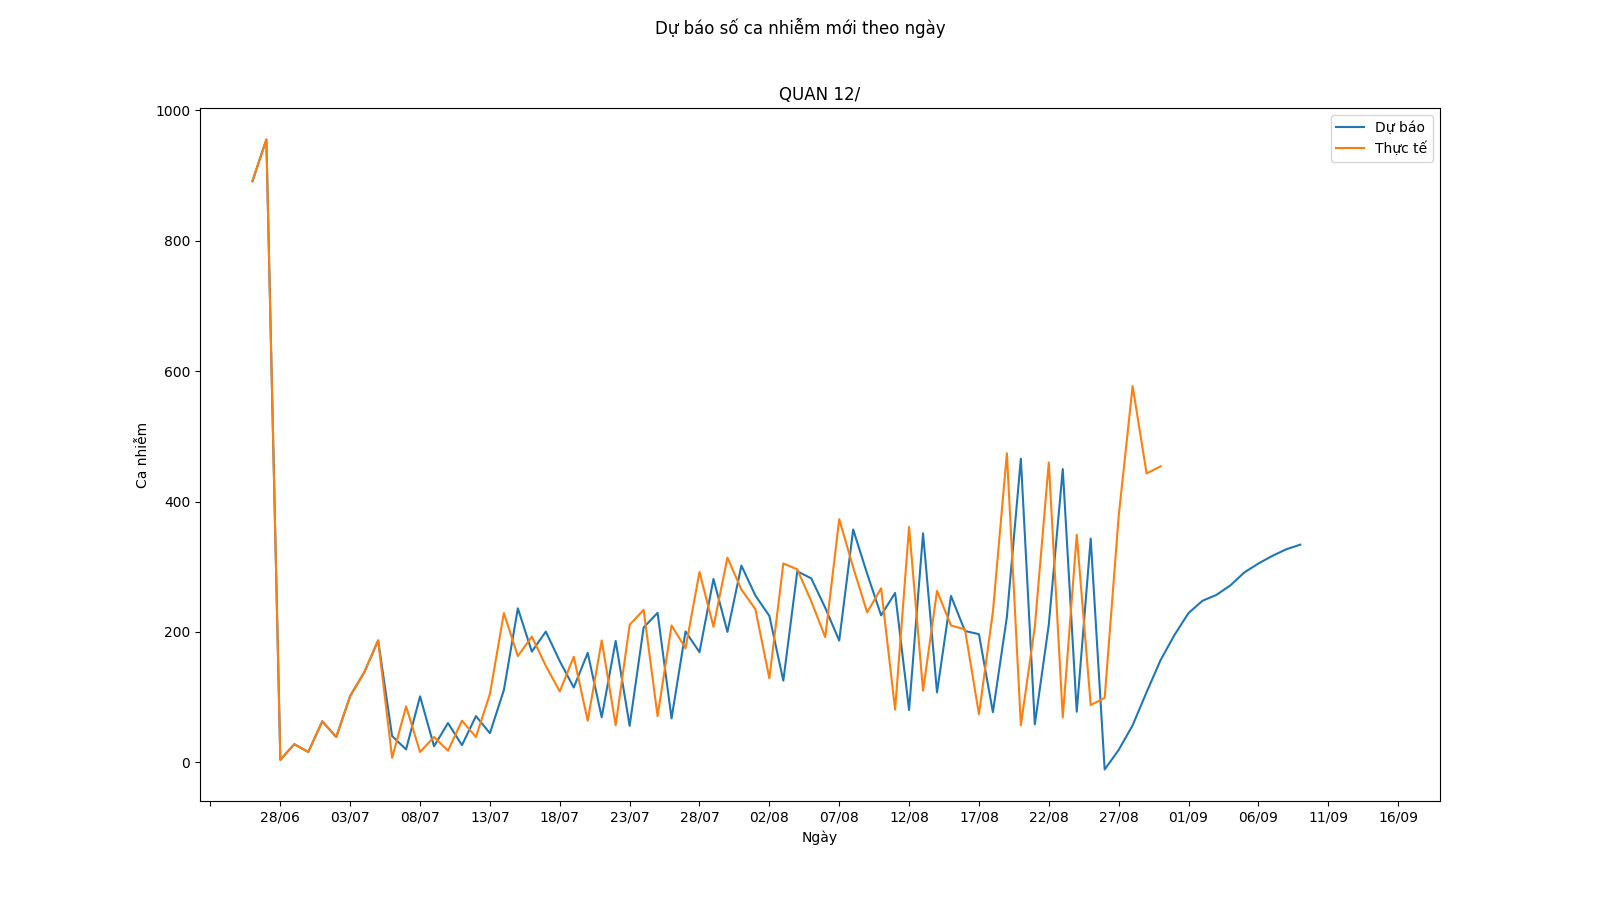 Dự báo số ca nhiễm mới theo ngày
QUAN 12/
Dự báo
Thực tế
1000
800
600
400
200
0
Ca nhiễm
28/06 03/07 08/07 13/07 18/07 23/07 28/07 02/08 07/08 12/08 17/08 22/08 27/08 01/09 06/09 11/09 16/09
Ngày